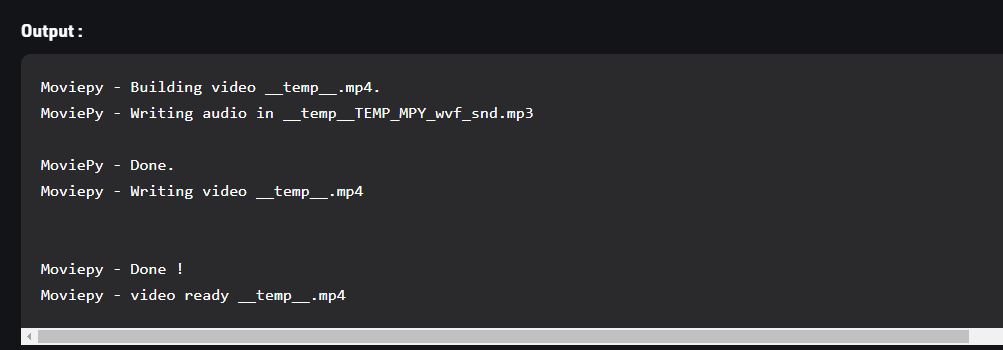 Output :
Moviepy - Building video __temp__.mp4.
MoviePy - Writing audio in __temp__TEMP_MPY_wvf_snd.mp3
MoviePy - Done.
Moviepy - Writing video __temp__.mp4
Moviepy - Done !
Moviepy - video ready __temp__.mp4